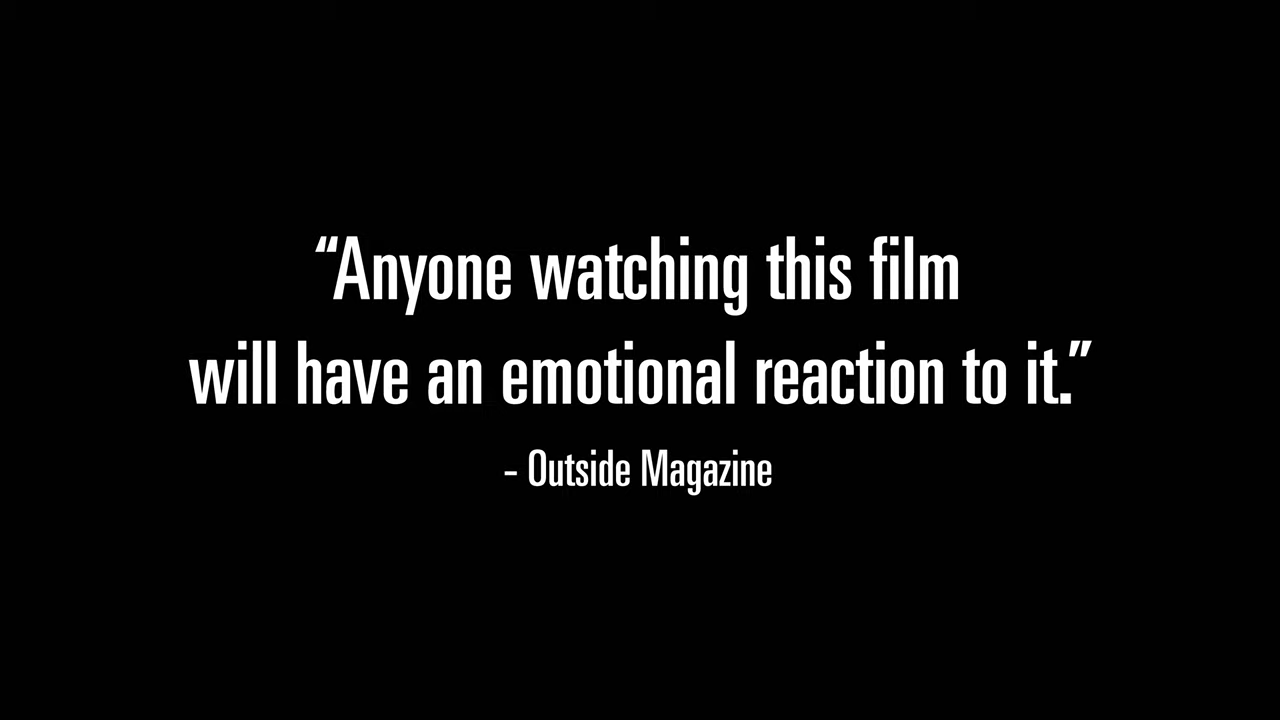 “Anyone watching this film
will have an emotional reaction to it.”
- Outside Magazine